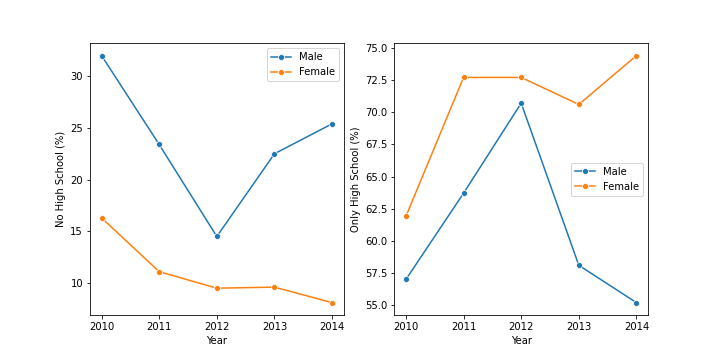 No High School (%)
30
25
20
15
10
Male
Female
2010 2011 2012 2013 2014
Year
Only High School (%)
75.0
72.5
70.0
67.5
65.0
62.5
60.0
57.5
55.0
Male
Female
2010 2011 2012 2013 2014
Year